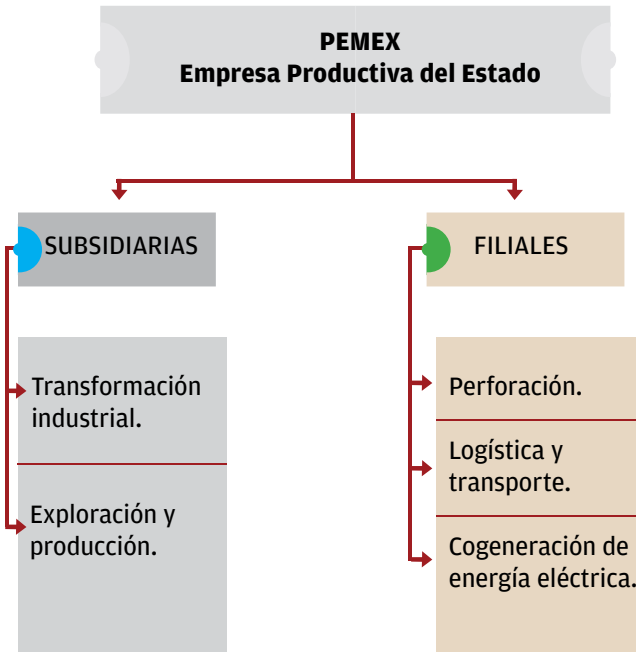 PEMEX
Empresa Productiva del Estado
SUBSIDIARIAS
Transformación
industrial.
Exploración y
producción.
FILIALES
Perforación.
Logística y
transporte.
Cogeneración de
energía eléctrica.